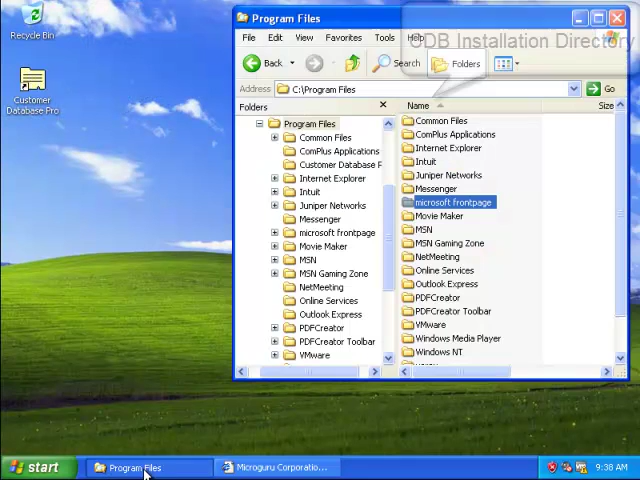 Recycle Bin
Customer
Database Pro
Program Files
File Edit View Favorites Tools Help
ODB Installation Directory
Back Search Folders
Address C:\Program Files Go
Folders
Program Files
Common Files
ComPlus Applications
Customer Database P
Internet Explorer
Intuit
Juniper Networks
Messenger
microsoft frontpage
Movie Maker
MSN
MSN Gaming Zone
NetMeeting
Online Services
Outlook Express
PDFCreator
PDFCreator Toolbar
VMware
Name Size
Common Files
ComPlus Applications
Internet Explorer
Intuit
Juniper Networks
Messenger
microsoft frontpage
Movie Maker
MSN
MSN Gaming Zone
NetMeeting
Online Services
Outlook Express
PDFCreator
PDFCreator Toolbar
VMware
Windows Media Player
Windows NT
start
Program Files
Microguru Corporatio...
9:38 AM